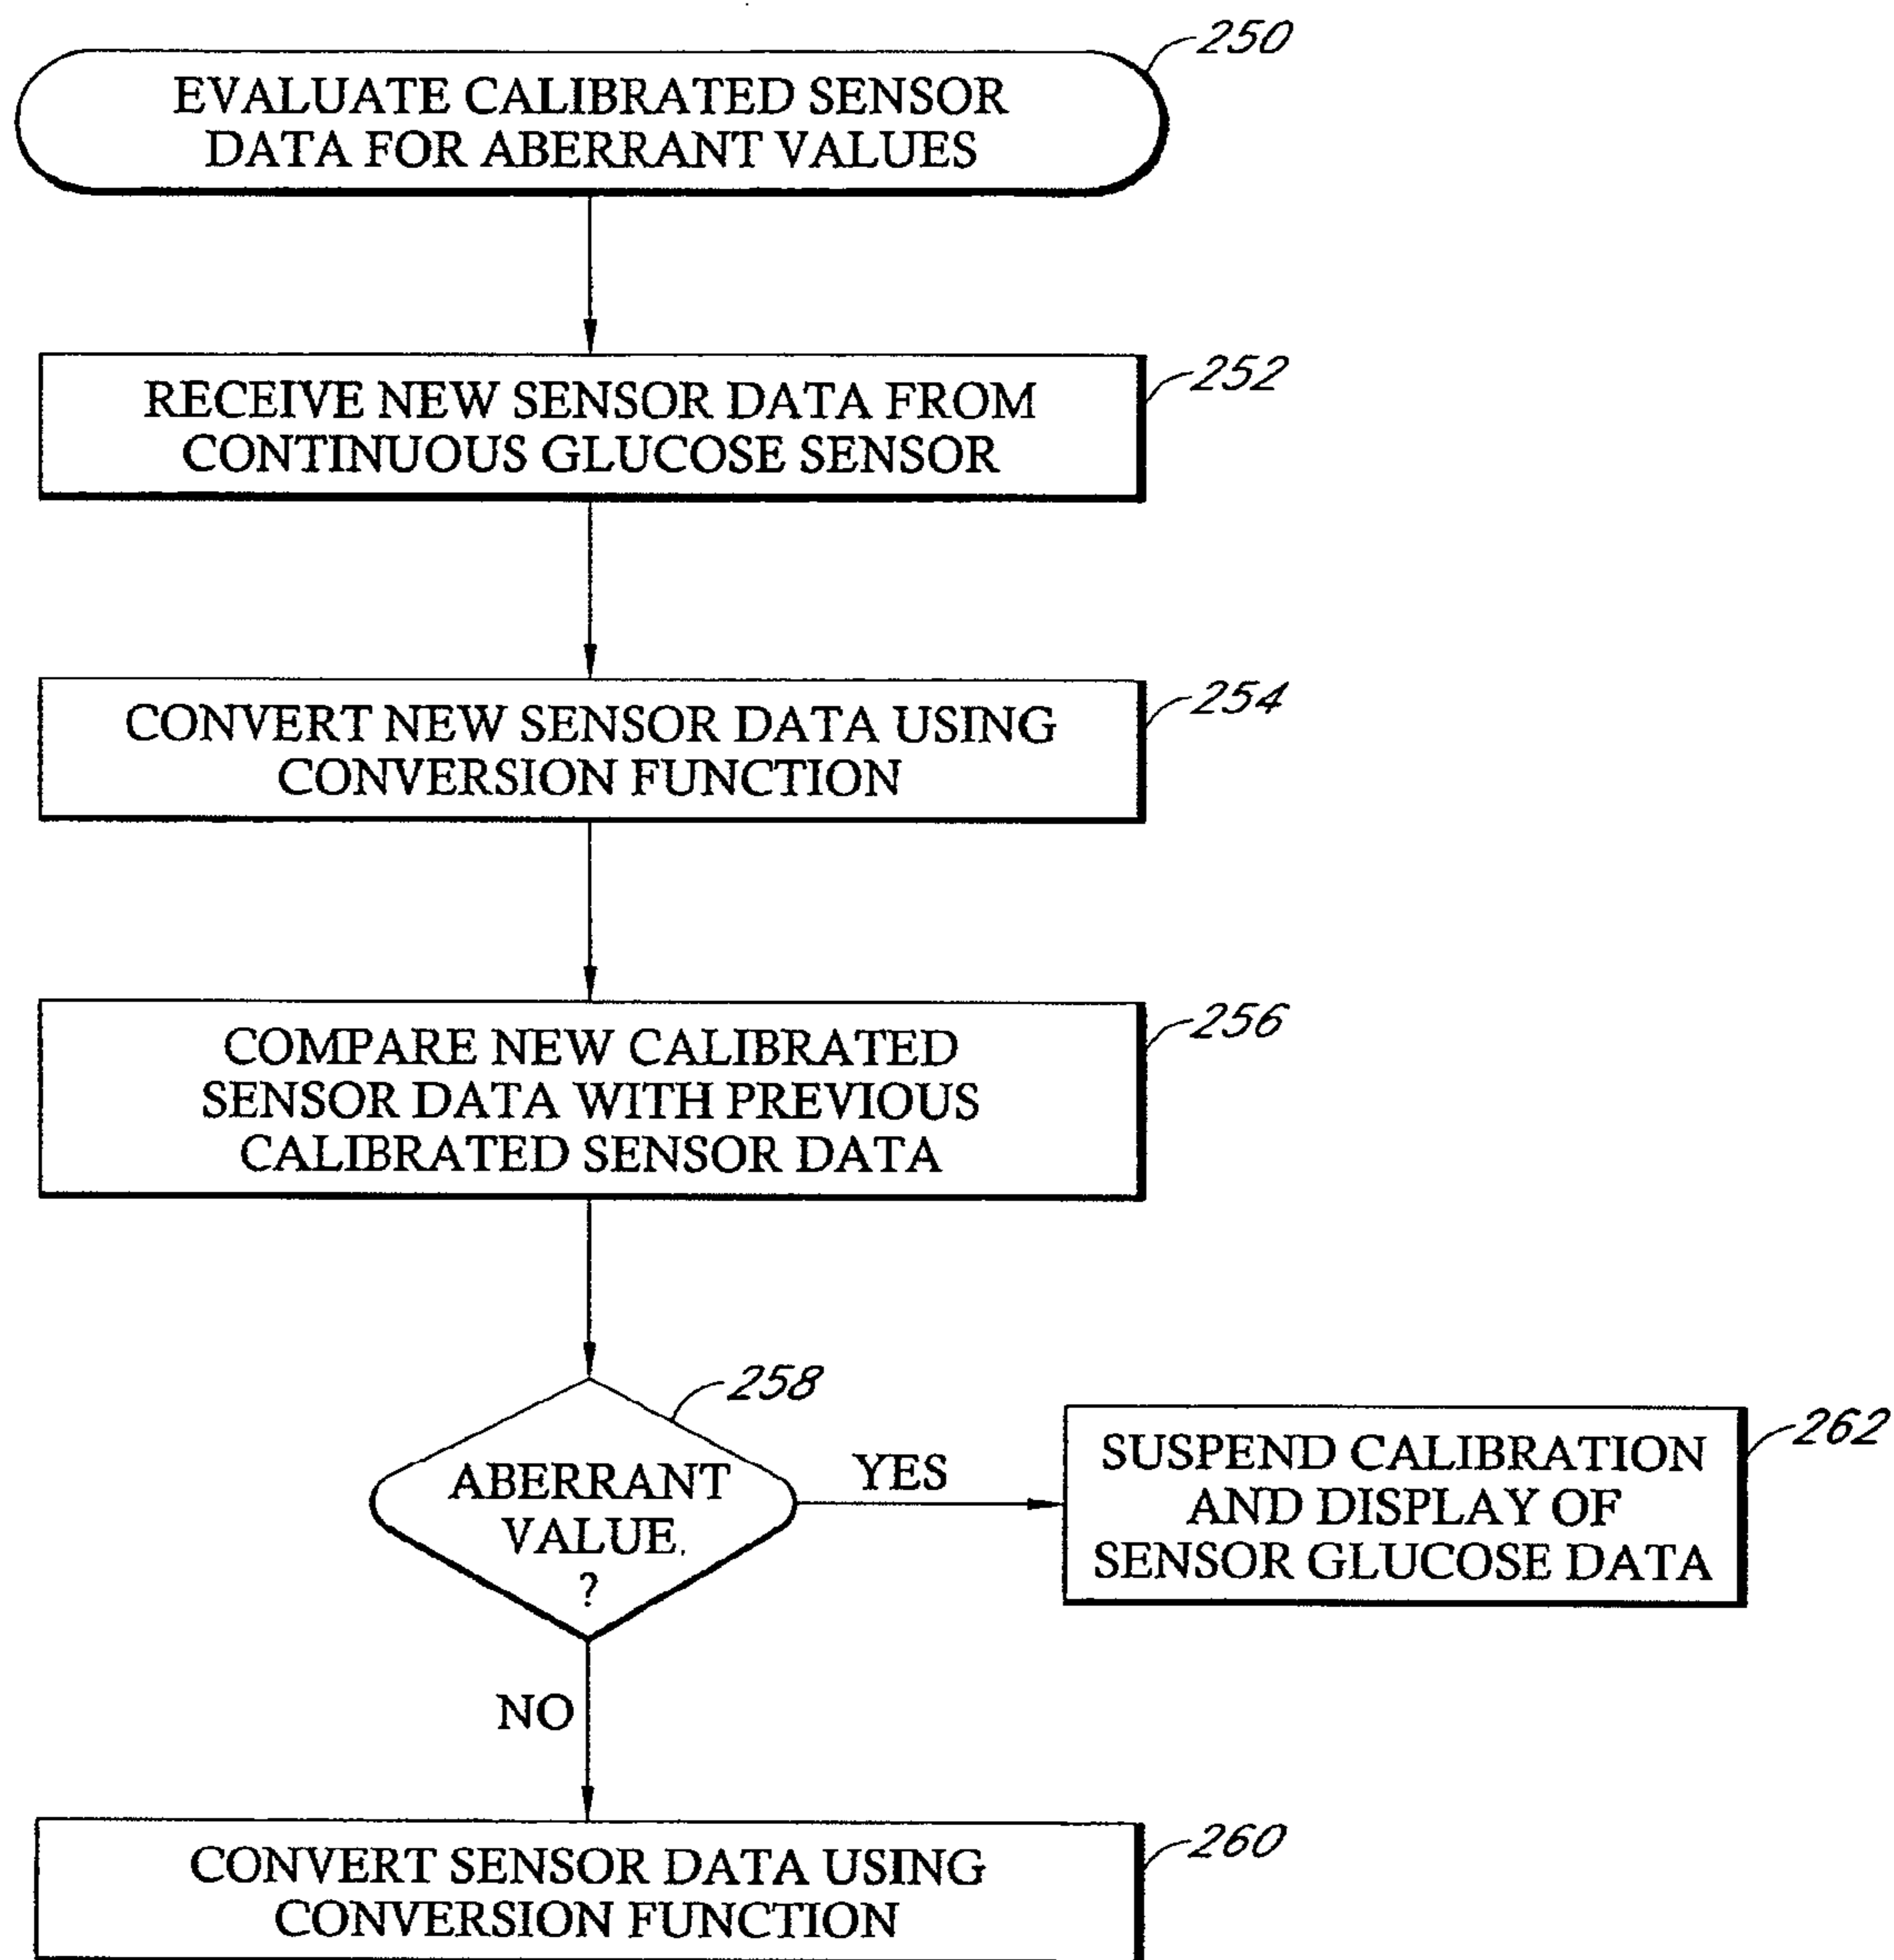 250
EVALUATE CALIBRATED SENSOR
DATA FOR ABERRANT VALUES
252
RECEIVE NEW SENSOR DATA FROM
CONTINUOUS GLUCOSE SENSOR
254
CONVERT NEW SENSOR DATA USING
CONVERSION FUNCTION
256
COMPARE NEW CALIBRATED
SENSOR DATA WITH PREVIOUS
CALIBRATED SENSOR DATA
258
ABERRANT
VALUE.
?
YES
262
SUSPEND CALIBRATION
AND DISPLAY OF
SENSOR GLUCOSE DATA
NO
260
CONVERT SENSOR DATA USING
CONVERSION FUNCTION